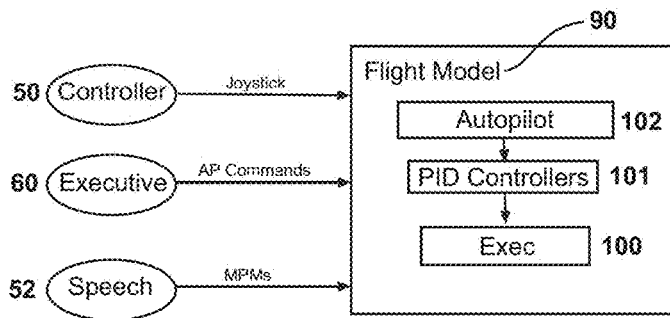 90
Flight Model
50 Controller
Joystick
Autopilot 102
60 Executive
AP Commands
PID Controllers 101
Exec 100
52 Speech
MPMs